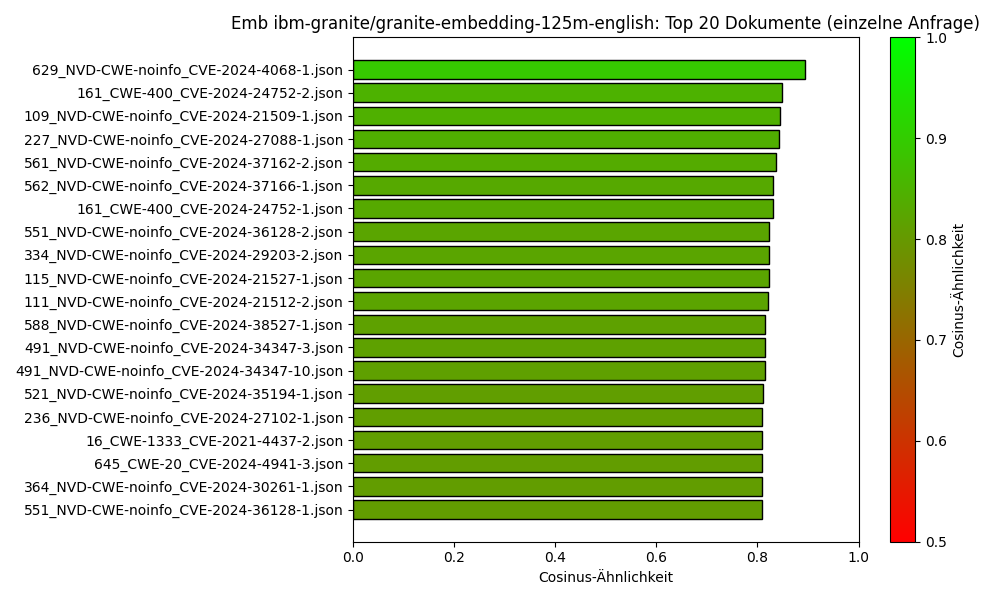 Emb ibm-granite/granite-embedding-125m-english: Top 20 Dokumente (einzelne Anfrage)
629_NVD-CWE-noinfo_CVE-2024-4068-1.json
161_CWE-400_CVE-2024-24752-2.json
109_NVD-CWE-noinfo_CVE-2024-21509-1.json
227_NVD-CWE-noinfo_CVE-2024-27088-1.json
561_NVD-CWE-noinfo_CVE-2024-37162-2.json
562_NVD-CWE-noinfo_CVE-2024-37166-1.json
161_CWE-400_CVE-2024-24752-1.json
551_NVD-CWE-noinfo_CVE-2024-36128-2.json
334_NVD-CWE-noinfo_CVE-2024-29203-2.json
115_NVD-CWE-noinfo_CVE-2024-21527-1.json
111_NVD-CWE-noinfo_CVE-2024-21512-2.json
588_NVD-CWE-noinfo_CVE-2024-38527-1.json
491_NVD-CWE-noinfo_CVE-2024-34347-3.json
491_NVD-CWE-noinfo_CVE-2024-34347-10.json
521_NVD-CWE-noinfo_CVE-2024-35194-1.json
236_NVD-CWE-noinfo_CVE-2024-27102-1.json
16_CWE-1333_CVE-2021-4437-2.json
645_CWE-20_CVE-2024-4941-3.json
364_NVD-CWE-noinfo_CVE-2024-30261-1.json
551_NVD-CWE-noinfo_CVE-2024-36128-1.json
0.0 0.2 0.4 0.6 0.8 1.0
Cosinus-Ähnlichkeit
1.0
0.9
0.8
0.7
0.6
0.5
Cosinus-Ähnlichkeit